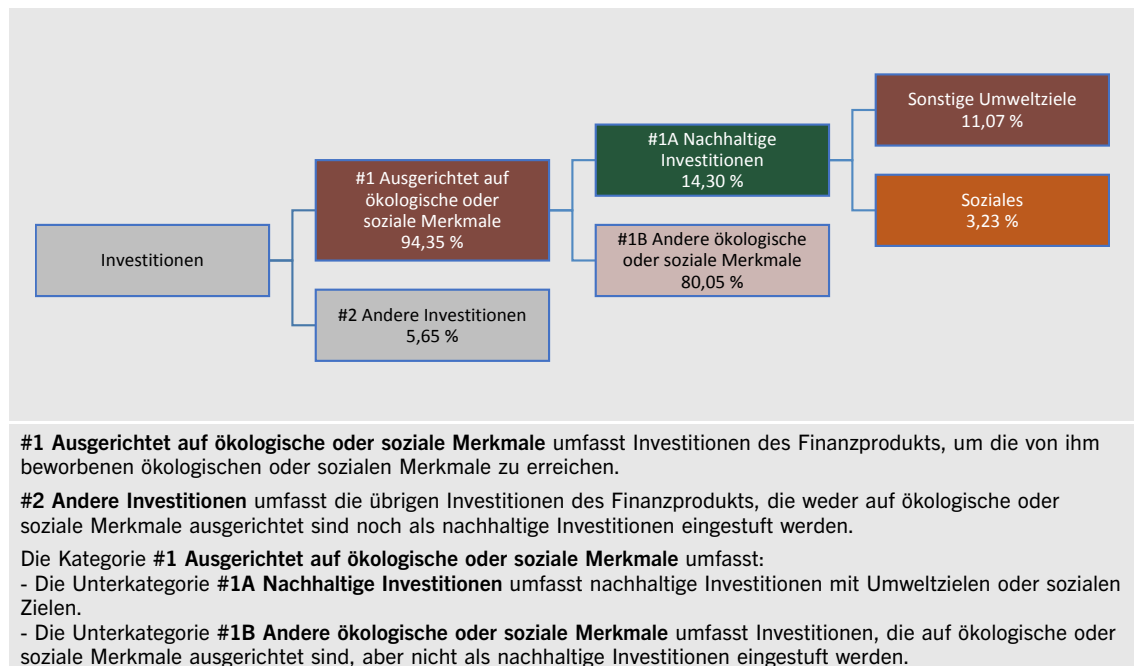 Sonstige Umweltziele
11,07 %
#1A Nachhaltige
Investitionen
14,30 %
#1 Ausgerichtet auf
ökologische oder
soziale Merkmale
94,35 %
Soziales
3,23 %
Investitionen
#1B Andere ökologische
oder soziale Merkmale
80,05 %
#2 Andere Investitionen
5,65 %
#1 Ausgerichtet auf ökologische oder soziale Merkmale umfasst Investitionen des Finanzprodukts, um die von ihm
beworbenen ökologischen oder sozialen Merkmale zu erreichen.
#2 Andere Investitionen umfasst die übrigen Investitionen des Finanzprodukts, die weder auf ökologische oder
soziale Merkmale ausgerichtet sind noch als nachhaltige Investitionen eingestuft werden.
Die Kategorie #1 Ausgerichtet auf ökologische oder soziale Merkmale umfasst:
- Die Unterkategorie #1A Nachhaltige Investitionen umfasst nachhaltige Investitionen mit Umweltzielen oder sozialen
Zielen.
- Die Unterkategorie #1B Andere ökologische oder soziale Merkmale umfasst Investitionen, die auf ökologische oder
soziale Merkmale ausgerichtet sind, aber nicht als nachhaltige Investitionen eingestuft werden.